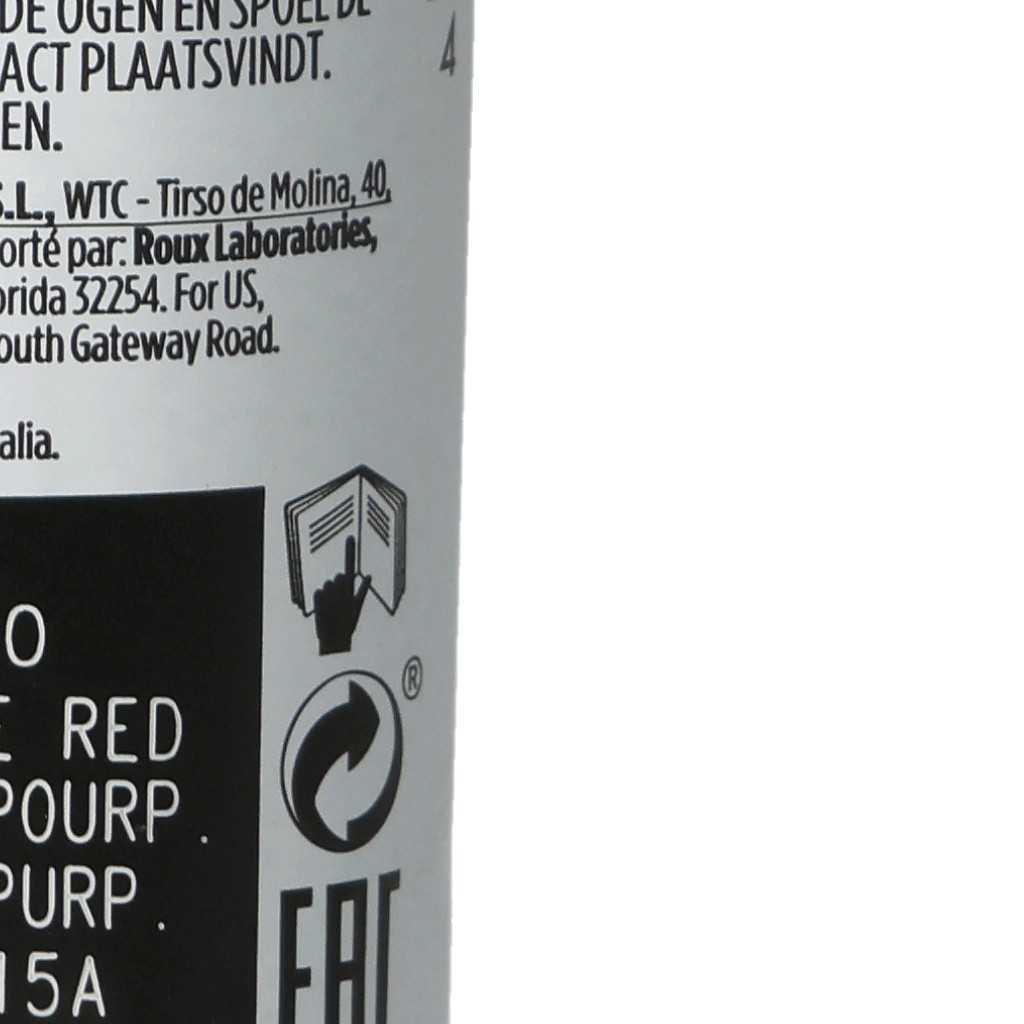 DE OGEN EN SPOEL DE
ACT PLAATSVINDT.
EN.
4
S.L., WTC - Tirso de Molina, 40,
orté par: Roux Laboratories,
orida 32254. For US,
outh Gateway Road.
alia.
O
E RED
POURP.
PURP.
15A
®
EAC